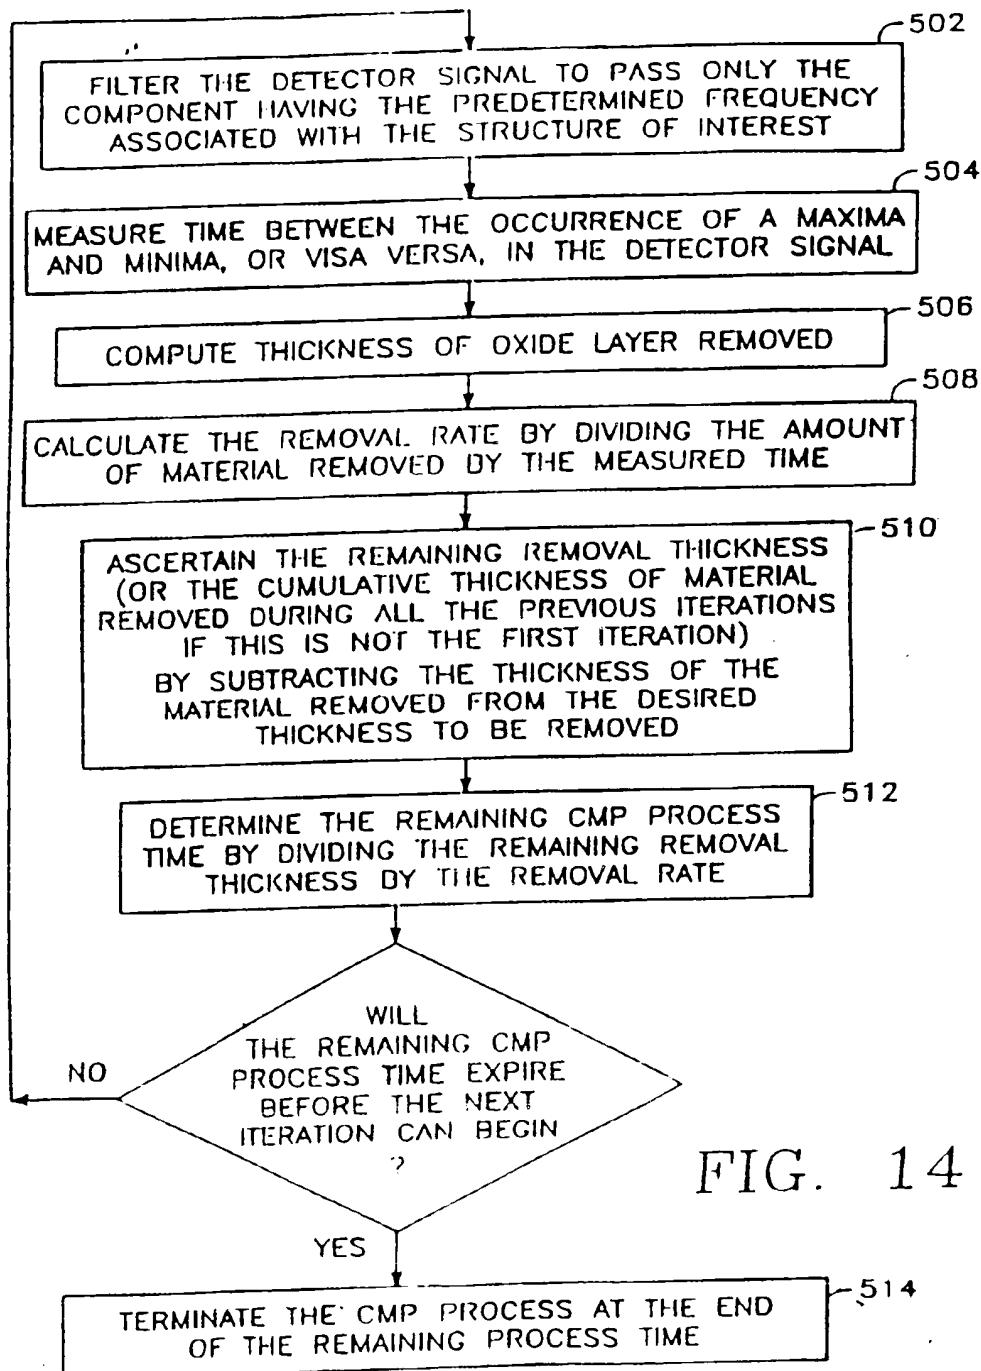 502
FILTER THE DETECTOR SIGNAL TO PASS ONLY THE
COMPONENT HAVING THE PREDETERMINED FREQUENCY
ASSOCIATED WITH THE STRUCTURE OF INTEREST
504
MEASURE TIME BETWEEN THE OCCURRENCE OF A MAXIMA
AND MINIMA, OR VISA VERSA, IN THE DETECTOR SIGNAL
506
COMPUTE THICKNESS OF OXIDE LAYER REMOVED
508
CALCULATE THE REMOVAL RATE BY DIVIDING THE AMOUNT
OF MATERIAL REMOVED BY THE MEASURED TIME
510
ASCERTAIN THE REMAINING REMOVAL THICKNESS
(OR THE CUMULATIVE THICKNESS OF MATERIAL
REMOVED DURING ALL THE PREVIOUS ITERATIONS
IF THIS IS NOT THE FIRST ITERATION)
BY SUBTRACTING THE THICKNESS OF THE
MATERIAL REMOVED FROM THE DESIRED
THICKNESS TO BE REMOVED
512
DETERMINE THE REMAINING CMP PROCESS
TIME BY DIVIDING THE REMAINING REMOVAL
THICKNESS BY THE REMOVAL RATE
WILL
THE REMAINING CMP
PROCESS TIME EXPIRE
BEFORE THE NEXT
ITERATION CAN BEGIN
?
NO
YES
FIG. 14
514
TERMINATE THE CMP PROCESS AT THE END
OF THE REMAINING PROCESS TIME